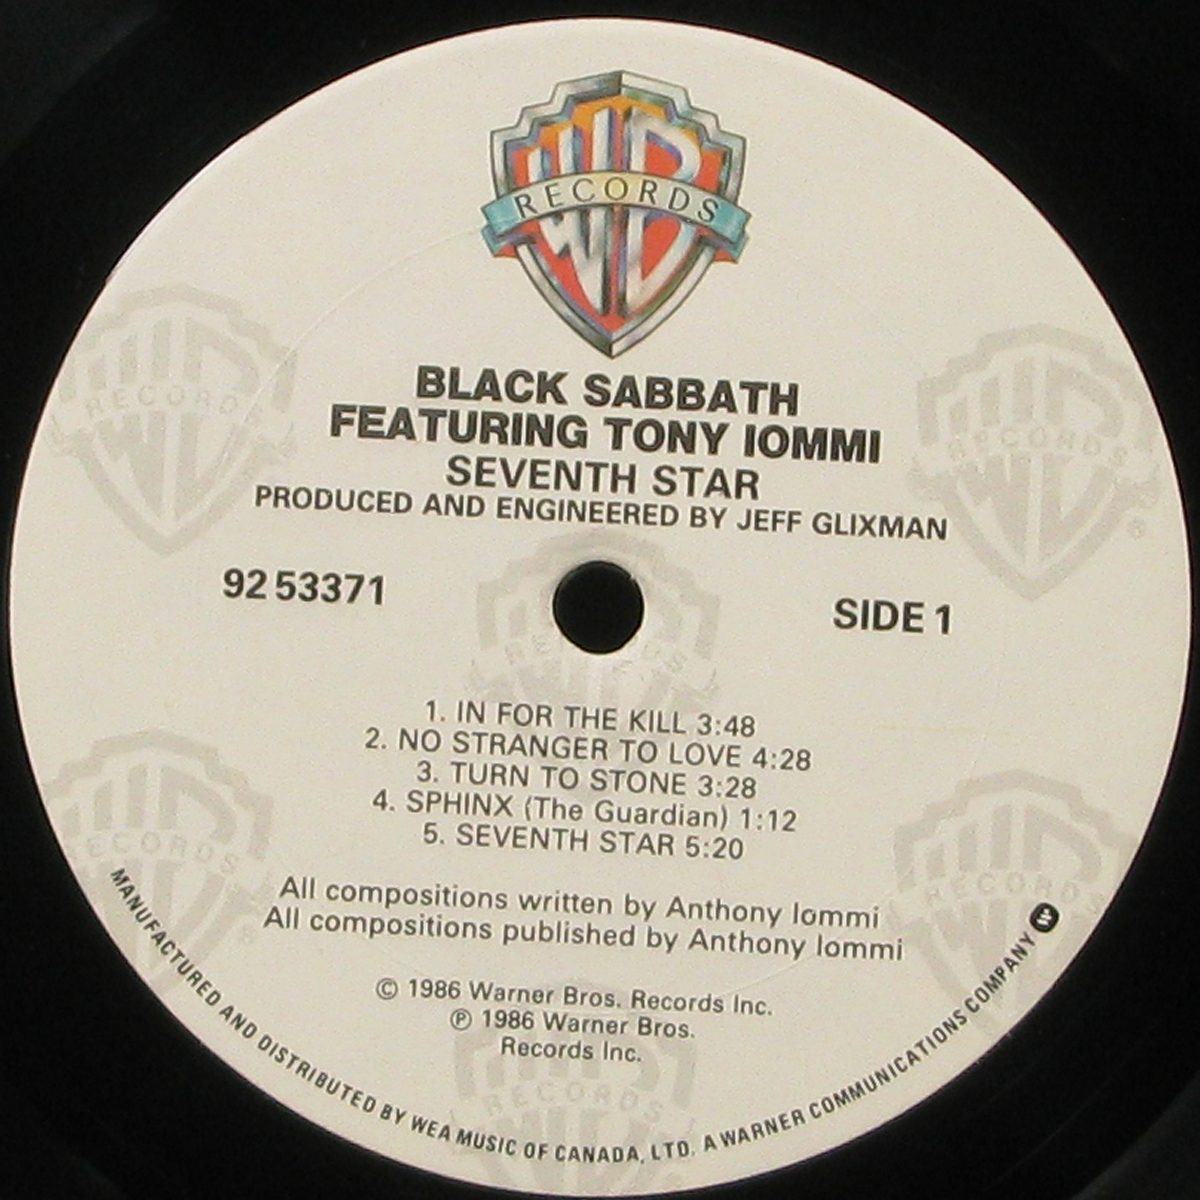 WB
RECORDS
BLACK SABBATH
FEATURING TONY IOMMI
SEVENTH STAR
PRODUCED AND ENGINEERED BY JEFF GLIXMAN
92 53371
SIDE 1
1. IN FOR THE KILL 3:48
2. NO STRANGER TO LOVE 4:28
3. TURN TO STONE 3:28
4. SPHINX (The Guardian) 1:12
5. SEVENTH STAR 5:20
All compositions written by Anthony Iommi
All compositions published by Anthony Iommi
© 1986 Warner Bros. Records Inc.
℗ 1986 Warner Bros.
Records Inc.
MANUFACTURED AND DISTRIBUTED BY WEA MUSIC OF CANADA, LTD. A WARNER COMMUNICATIONS COMPANY